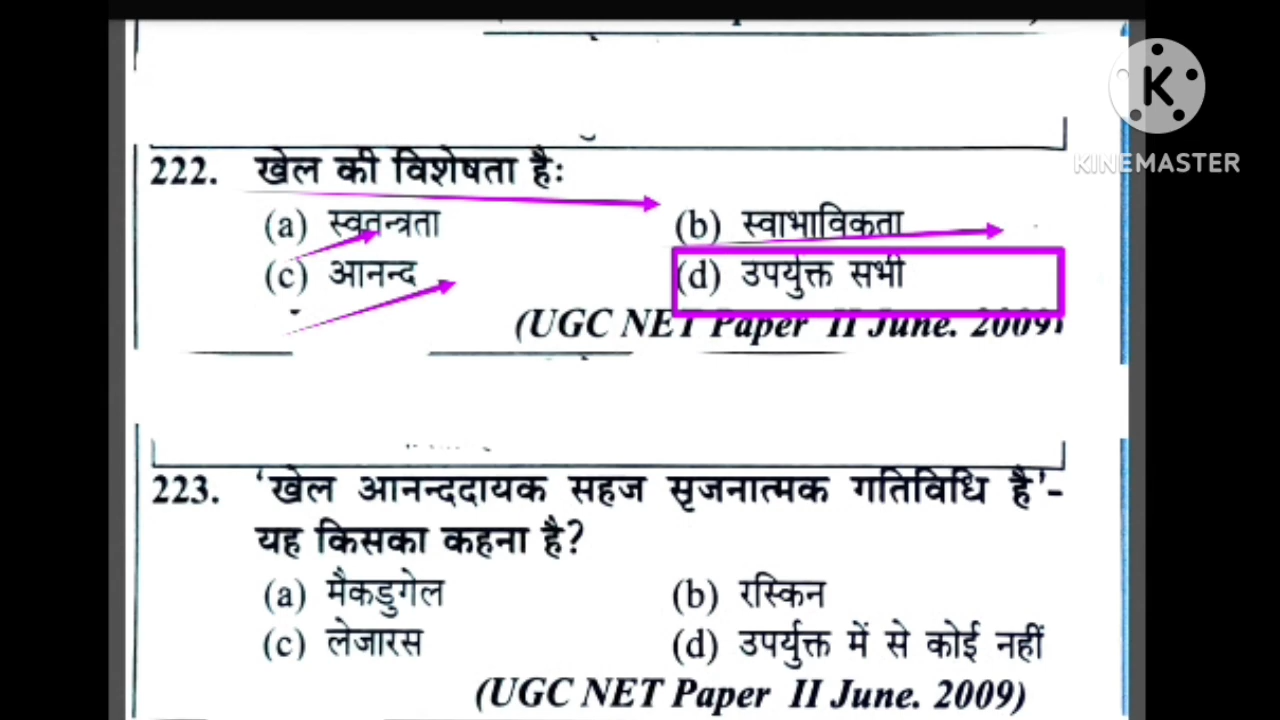 K
KINEMASTER
222. खेल की विशेषता है:
(a) स्वतन्त्रता (b) स्वाभाविकता
(c) आनन्द (d) उपर्युक्त सभी
(UGC NET Paper II June. 2009)
223. 'खेल आनन्ददायक सहज सृजनात्मक गतिविधि है'-
यह किसका कहना है?
(a) मैकडुगेल (b) रस्किन
(c) लेजारस (d) उपर्युक्त में से कोई नहीं
(UGC NET Paper II June. 2009)